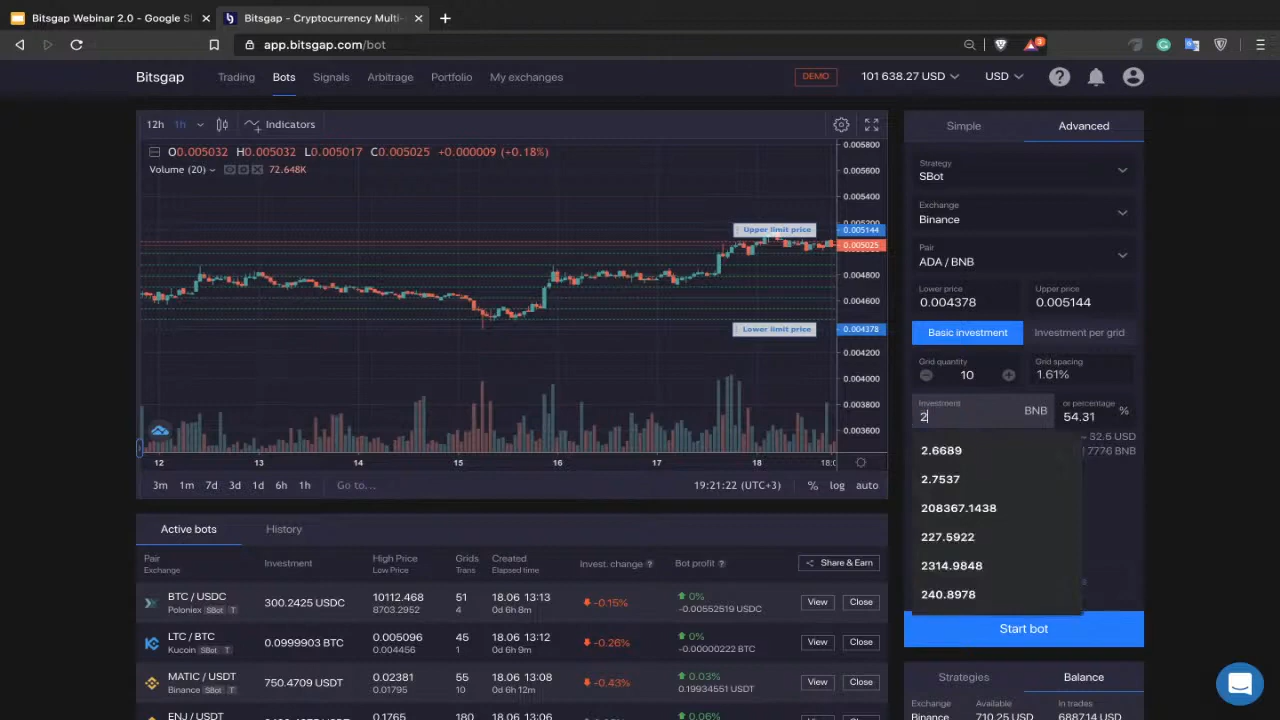 Bitsgap Webinar 2.0 - Google Sl
Bitsgap - Cryptocurrency Multi-
app.bitsgap.com/bot
3
Bitsgap
Trading
Bots
Signals
Arbitrage
Portfolio
My exchanges
DEMO
101 638.27 USD
USD
12h 1h
Indicators
O0.005032 H0.005032 L0.005017 C0.005025 +0.000009 (+0.18%)
Volume (20) 72.648K
0.005800
0.005600
0.005400
0.005200
Upper limit price
0.005144
0.005025
0.004800
0.004600
Lower limit price
0.004378
0.004200
0.004000
0.003800
0.003600
12 13 14 15 16 17 18 18:0
3m 1m 7d 3d 1d 6h 1h
Go to...
19:21:22 (UTC+3)
% log auto
Simple
Advanced
Strategy
SBot
Exchange
Binance
Pair
ADA / BNB
Lower price
0.004378
Upper price
0.005144
Basic investment
Investment per grid
Grid quantity
10
Grid spacing
1.61%
Investment
2 BNB
or percentage
54.31 %
2.6689
2.7537
208367.1438
227.5922
2314.9848
240.8978
Start bot
Active bots
History
Pair
Exchange
Investment
High Price
Low Price
Grids
Trans
Created
Elapsed time
Invest. change
Bot profit
Share & Earn
BTC / USDC
Poloniex SBot T
300.2425 USDC
10112.468
8703.2952
51
4
18.06 13:13
0d 6h 8m
-0.15%
0%
-0.00552519 USDC
View
Close
LTC / BTC
Kucoin SBot T
0.0999903 BTC
0.005096
0.004456
45
1
18.06 13:12
0d 6h 9m
-0.26%
0%
-0.00000222 BTC
View
Close
MATIC / USDT
Binance SBot T
750.4709 USDT
0.02381
0.01795
55
10
18.06 13:08
0d 6h 12m
-0.43%
0.03%
0.19934551 USDT
View
Close
ENJ / USDT
0.1765
180
18.06 13:06
0.06%
Strategies
Balance
Exchange
Available
In trades
Binance
710.25 USD
6887.14 USD